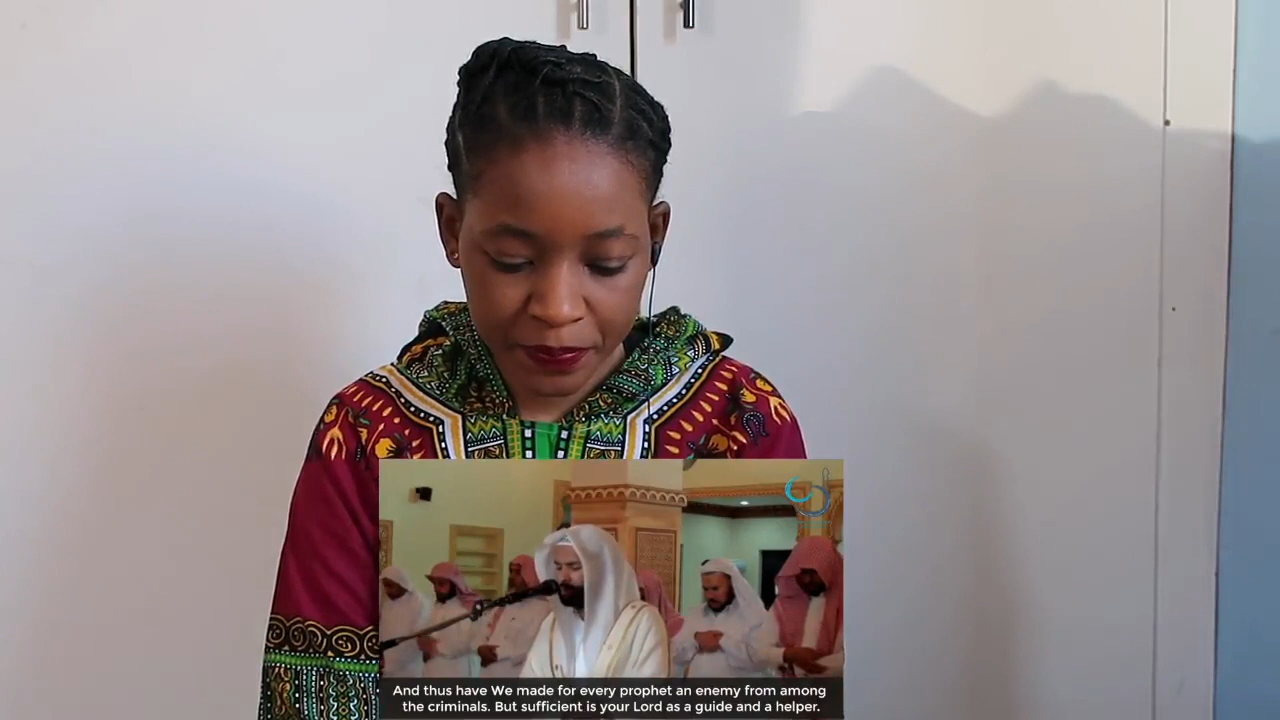 And thus have We made for every prophet an enemy from among
the criminals. But sufficient is your Lord as a guide and a helper.